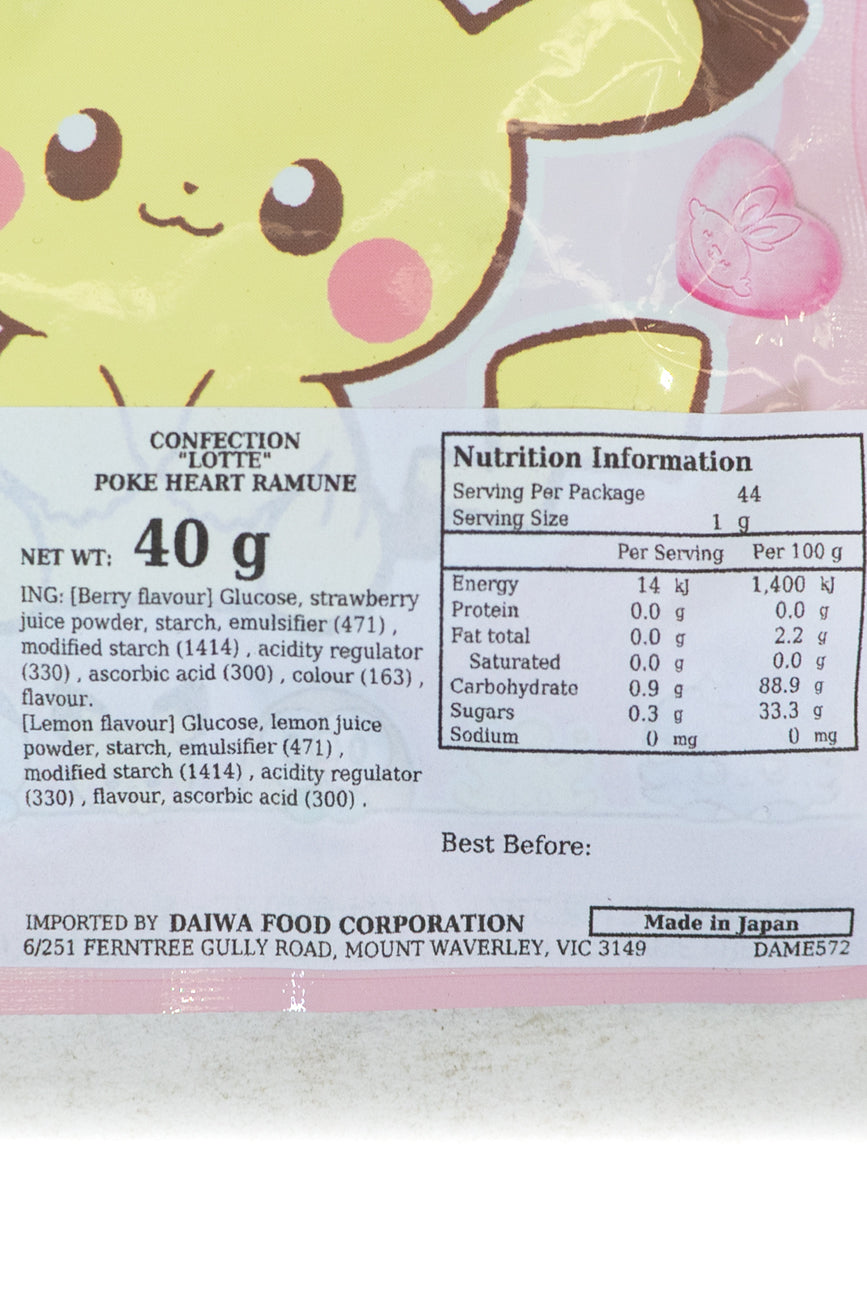 CONFECTION
"LOTTE"
POKE HEART RAMUNE
NET WT: 40 g
ING: [Berry flavour] Glucose, strawberry
juice powder, starch, emulsifier (471) ,
modified starch (1414) , acidity regulator
(330) , ascorbic acid (300) , colour (163) ,
flavour.
[Lemon flavour] Glucose, lemon juice
powder, starch, emulsifier (471) ,
modified starch (1414) , acidity regulator
(330) , flavour, ascorbic acid (300) .
Nutrition Information
Serving Per Package 44
Serving Size 1 g
Per Serving Per 100 g
Energy 14 kJ 1,400 kJ
Protein 0.0 g 0.0 g
Fat total 0.0 g 2.2 g
Saturated 0.0 g 0.0 g
Carbohydrate 0.9 g 88.9 g
Sugars 0.3 g 33.3 g
Sodium 0 mg 0 mg
Best Before:
IMPORTED BY DAIWA FOOD CORPORATION
Made in Japan
6/251 FERNTREE GULLY ROAD, MOUNT WAVERLEY, VIC 3149
DAME572